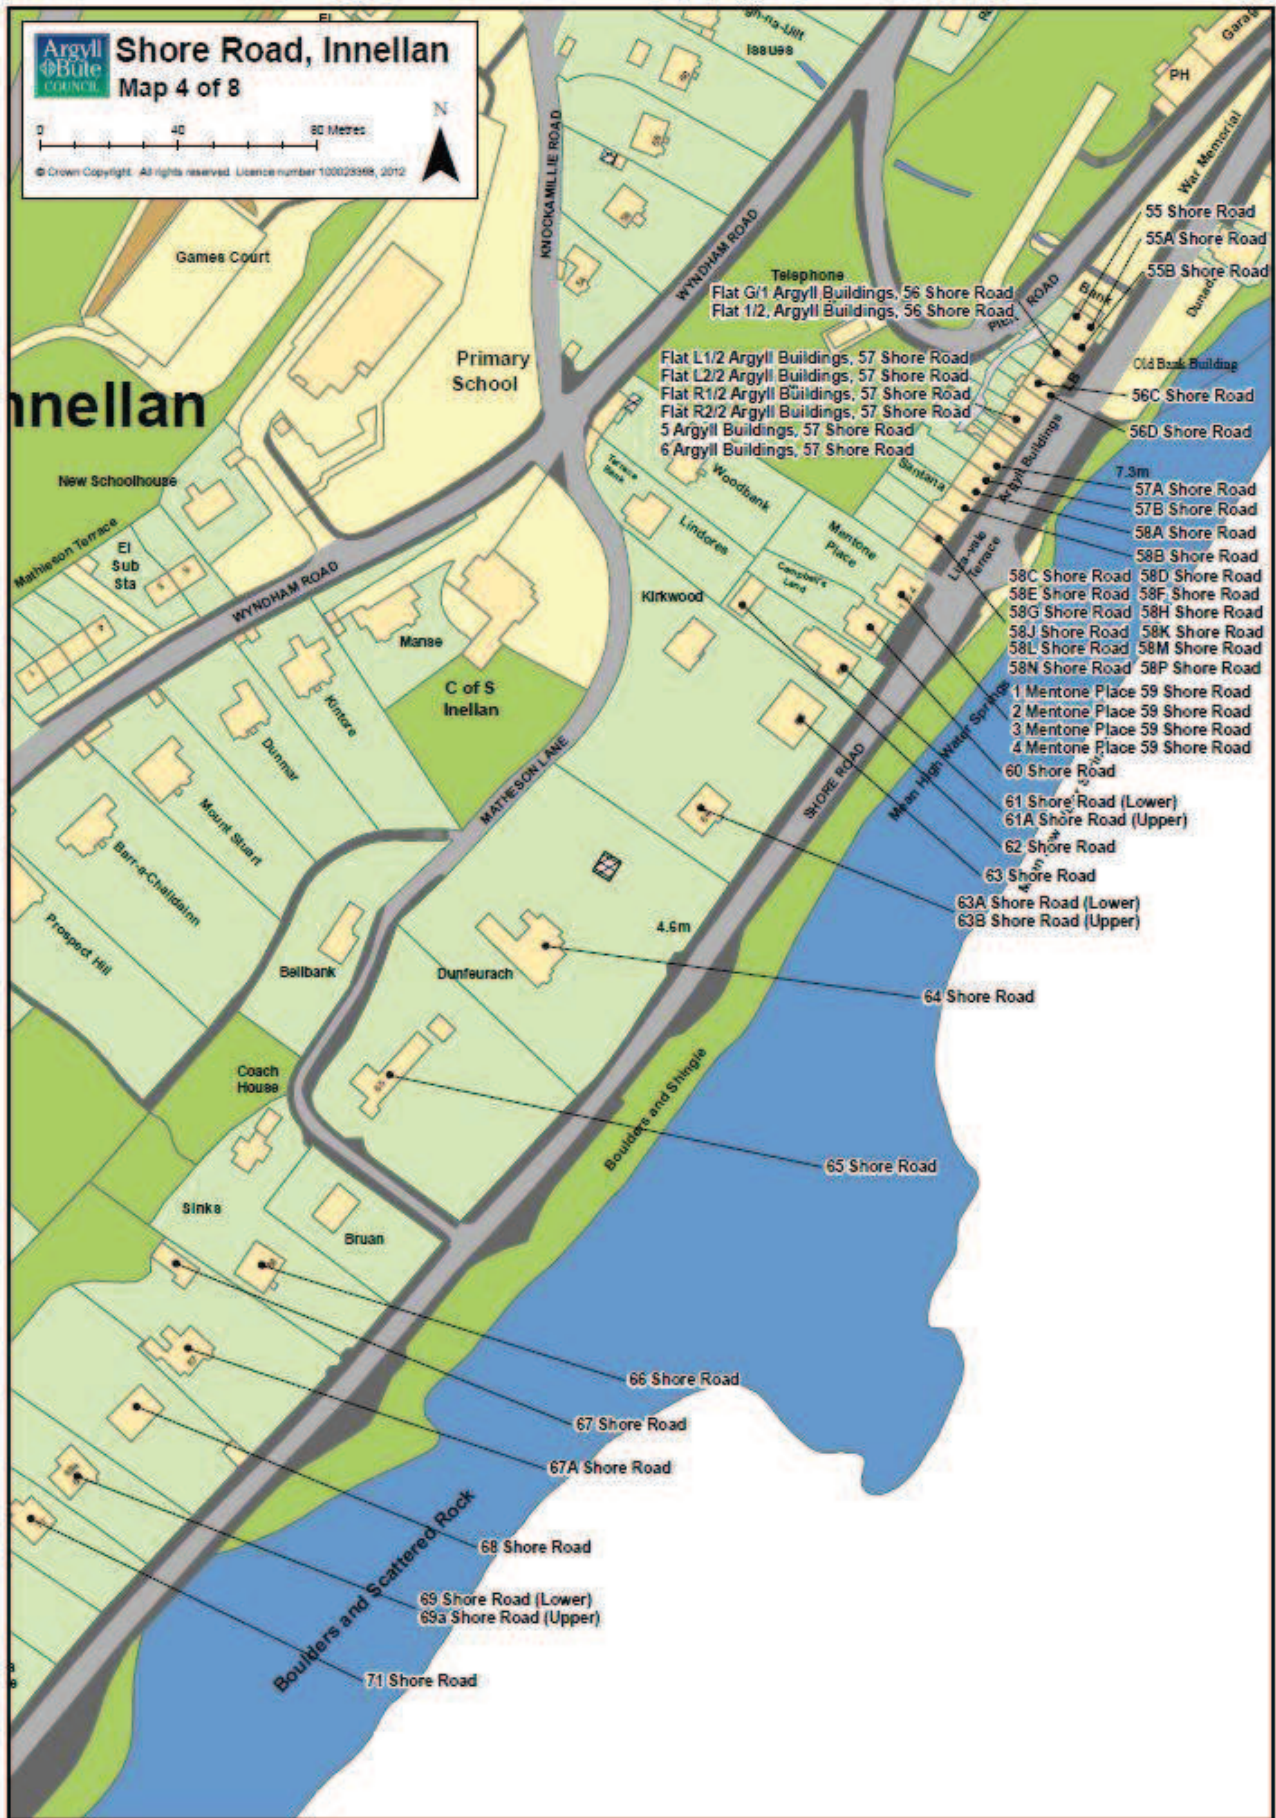 Argyll
Bute
COUNCIL
Shore Road, Innellan
Map 4 of 8
0 40 80 Metres
N
© Crown Copyright. All rights reserved. Licence number 100023368, 2012
Issues
Garag
PH
War Memorial
KNOCKAMILLIE ROAD
WYNDHAM ROAD
Games Court
Telephone
55 Shore Road
55A Shore Road
55B Shore Road
Bank
Flat G/1 Argyll Buildings, 56 Shore Road
Flat 1/2, Argyll Buildings, 56 Shore Road
PIER ROAD
Primary
School
Flat L1/2 Argyll Buildings, 57 Shore Road
Flat L2/2 Argyll Buildings, 57 Shore Road
Flat R1/2 Argyll Buildings, 57 Shore Road
Flat R2/2 Argyll Buildings, 57 Shore Road
5 Argyll Buildings, 57 Shore Road
6 Argyll Buildings, 57 Shore Road
Old Bank Building
LB
56C Shore Road
56D Shore Road
nnellan
Argyll Buildings
7.3m
Santana
57A Shore Road
57B Shore Road
58A Shore Road
58B Shore Road
New Schoolhouse
Terrace
Bank
Woodbank
Lindores
Mentone
Place
Campbell's
Land
Terrace
Mathieson Terrace
El
Sub
Sta
WYNDHAM ROAD
Kirkwood
58C Shore Road 58D Shore Road
58E Shore Road 58F Shore Road
58G Shore Road 58H Shore Road
58J Shore Road 58K Shore Road
58L Shore Road 58M Shore Road
58N Shore Road 58P Shore Road
Manse
C of S
Inellan
Kintore
Dunmar
Mount Stuart
Barr-a-Chaildainn
Prospect Hill
1 Mentone Place 59 Shore Road
2 Mentone Place 59 Shore Road
3 Mentone Place 59 Shore Road
4 Mentone Place 59 Shore Road
60 Shore Road
61 Shore Road (Lower)
61A Shore Road (Upper)
62 Shore Road
63 Shore Road
63A Shore Road (Lower)
63B Shore Road (Upper)
MATHESON LANE
SHORE ROAD
Mean High Water Springs
4.6m
Bellbank
Dunfeurach
64 Shore Road
Coach
House
65
Boulders and Shingle
65 Shore Road
Sinks
Bruan
66 Shore Road
67 Shore Road
67A Shore Road
68 Shore Road
69 Shore Road (Lower)
69a Shore Road (Upper)
Boulders and Scattered Rock
71 Shore Road